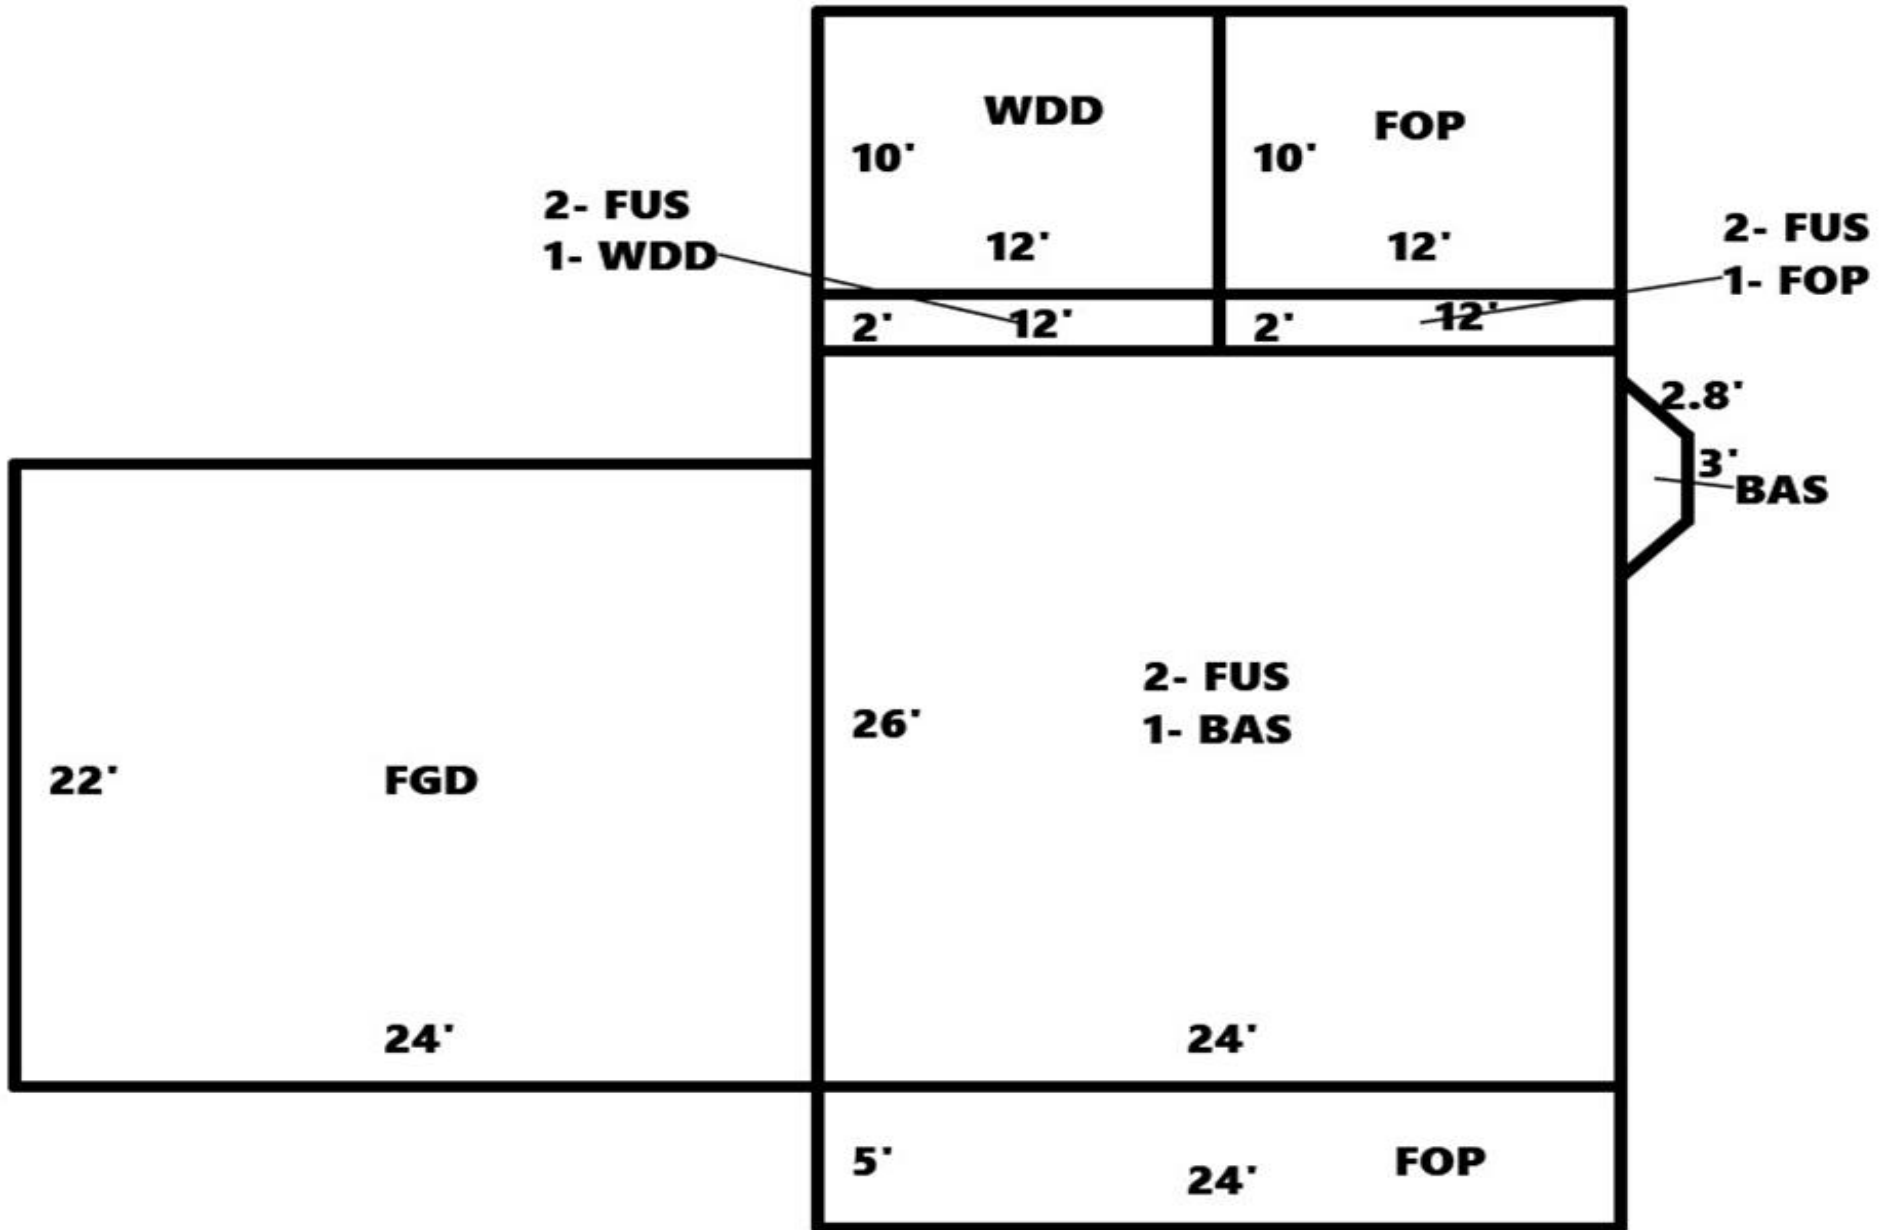 WDD
FOP
10'
10'
2- FUS
1- WDD
12'
12'
2- FUS
1- FOP
2'
12'
2'
12'
2.8'
3'
BAS
2- FUS
1- BAS
26'
22'
FGD
24'
24'
5'
24'
FOP